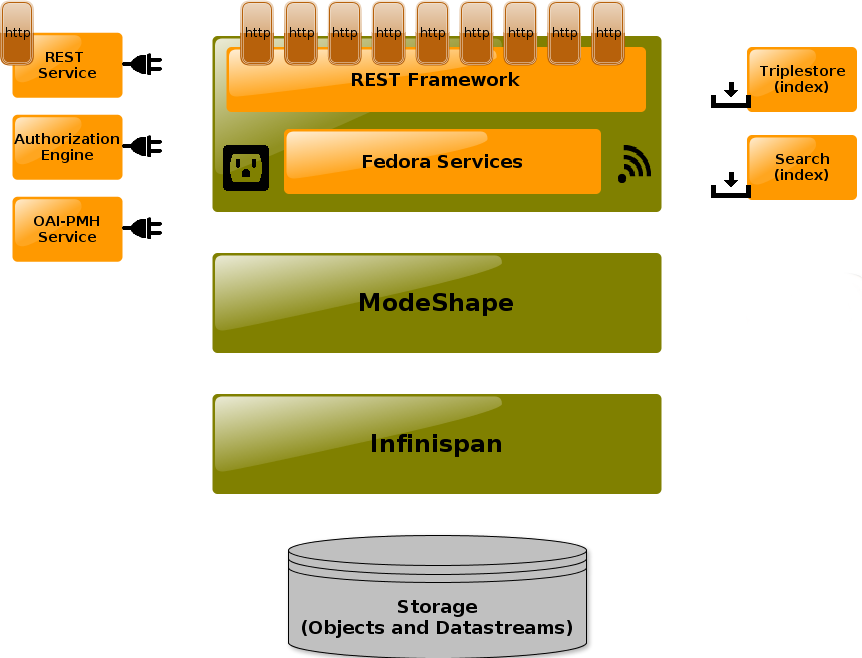 http
http
http
http
http
http
http
http
http
http
REST
Service
REST Framework
Triplestore
(index)
Authorization
Engine
Fedora Services
Search
(index)
OAI-PMH
Service
ModeShape
Infinispan
Storage
(Objects and Datastreams)